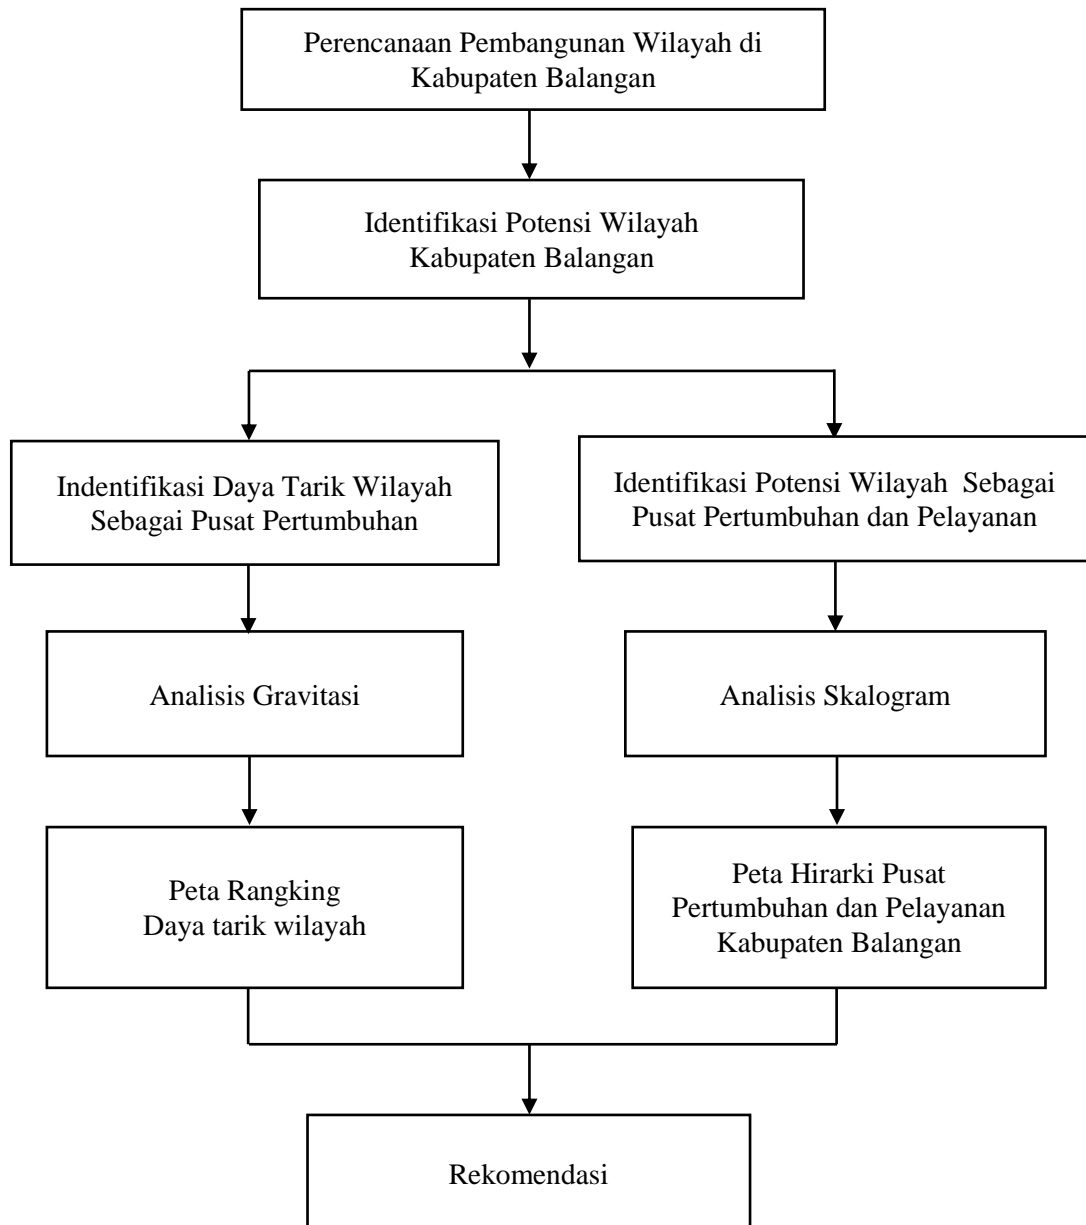 Perencanaan Pembangunan Wilayah di
Kabupaten Balangan
Identifikasi Potensi Wilayah
Kabupaten Balangan
Indentifikasi Daya Tarik Wilayah
Sebagai Pusat Pertumbuhan
Identifikasi Potensi Wilayah Sebagai
Pusat Pertumbuhan dan Pelayanan
Analisis Gravitasi
Analisis Skalogram
Peta Rangking
Daya tarik wilayah
Peta Hirarki Pusat
Pertumbuhan dan Pelayanan
Kabupaten Balangan
Rekomendasi